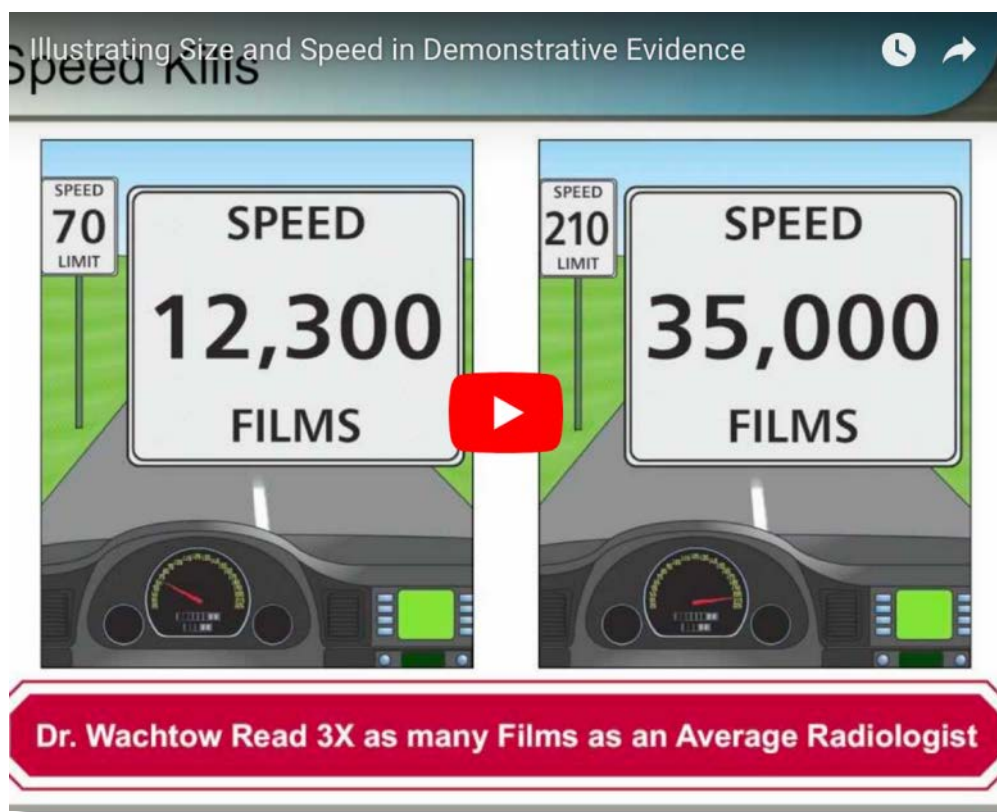 Illustrating Size and Speed in Demonstrative Evidence
Speed Kills
SPEED
70
LIMIT
SPEED
12,300
FILMS
SPEED
210
LIMIT
SPEED
35,000
FILMS
Dr. Wachtow Read 3X as many Films as an Average Radiologist